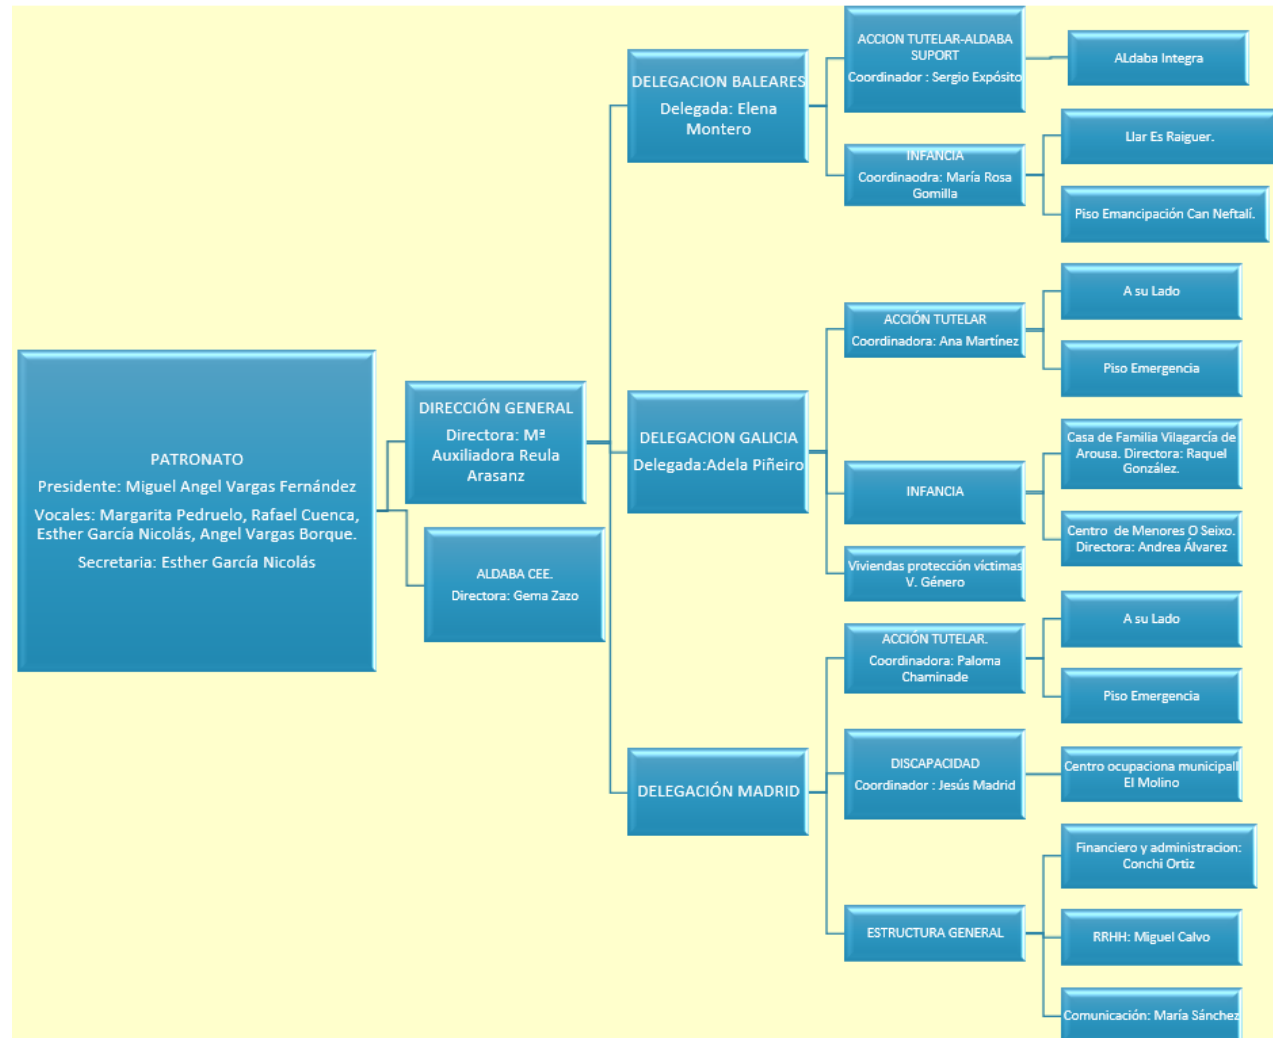 PATRONATO
Presidente: Miguel Angel Vargas Fernández
Vocales: Margarita Pedruelo, Rafael Cuenca,
Esther García Nicolás, Angel Vargas Borque.
Secretaria: Esther García Nicolás
DIRECCIÓN GENERAL
Directora: Mª
Auxiliadora Reula
Arasanz
ALDABA CEE.
Directora: Gema Zazo
DELEGACION BALEARES
Delegada: Elena
Montero
ACCION TUTELAR-ALDABA
SUPORT
Coordinador : Sergio Expósito
ALdaba Integra
INFANCIA
Coordinaodra: María Rosa
Gomilla
Llar Es Raiguer.
Piso Emancipación Can Neftalí.
DELEGACION GALICIA
Delegada:Adela Piñeiro
ACCIÓN TUTELAR
Coordinadora: Ana Martínez
A su Lado
Piso Emergencia
INFANCIA
Casa de Familia Vilagarcía de
Arousa. Directora: Raquel
González.
Centro  de Menores O Seixo.
Directora: Andrea Álvarez
Viviendas protección víctimas
V. Género
DELEGACIÓN MADRID
ACCIÓN TUTELAR.
Coordinadora: Paloma
Chaminade
A su Lado
Piso Emergencia
DISCAPACIDAD
Coordinador : Jesús Madrid
Centro ocupaciona municipall
El Molino
ESTRUCTURA GENERAL
Financiero y administracion:
Conchi Ortiz
RRHH: Miguel Calvo
Comunicación: María Sánchez